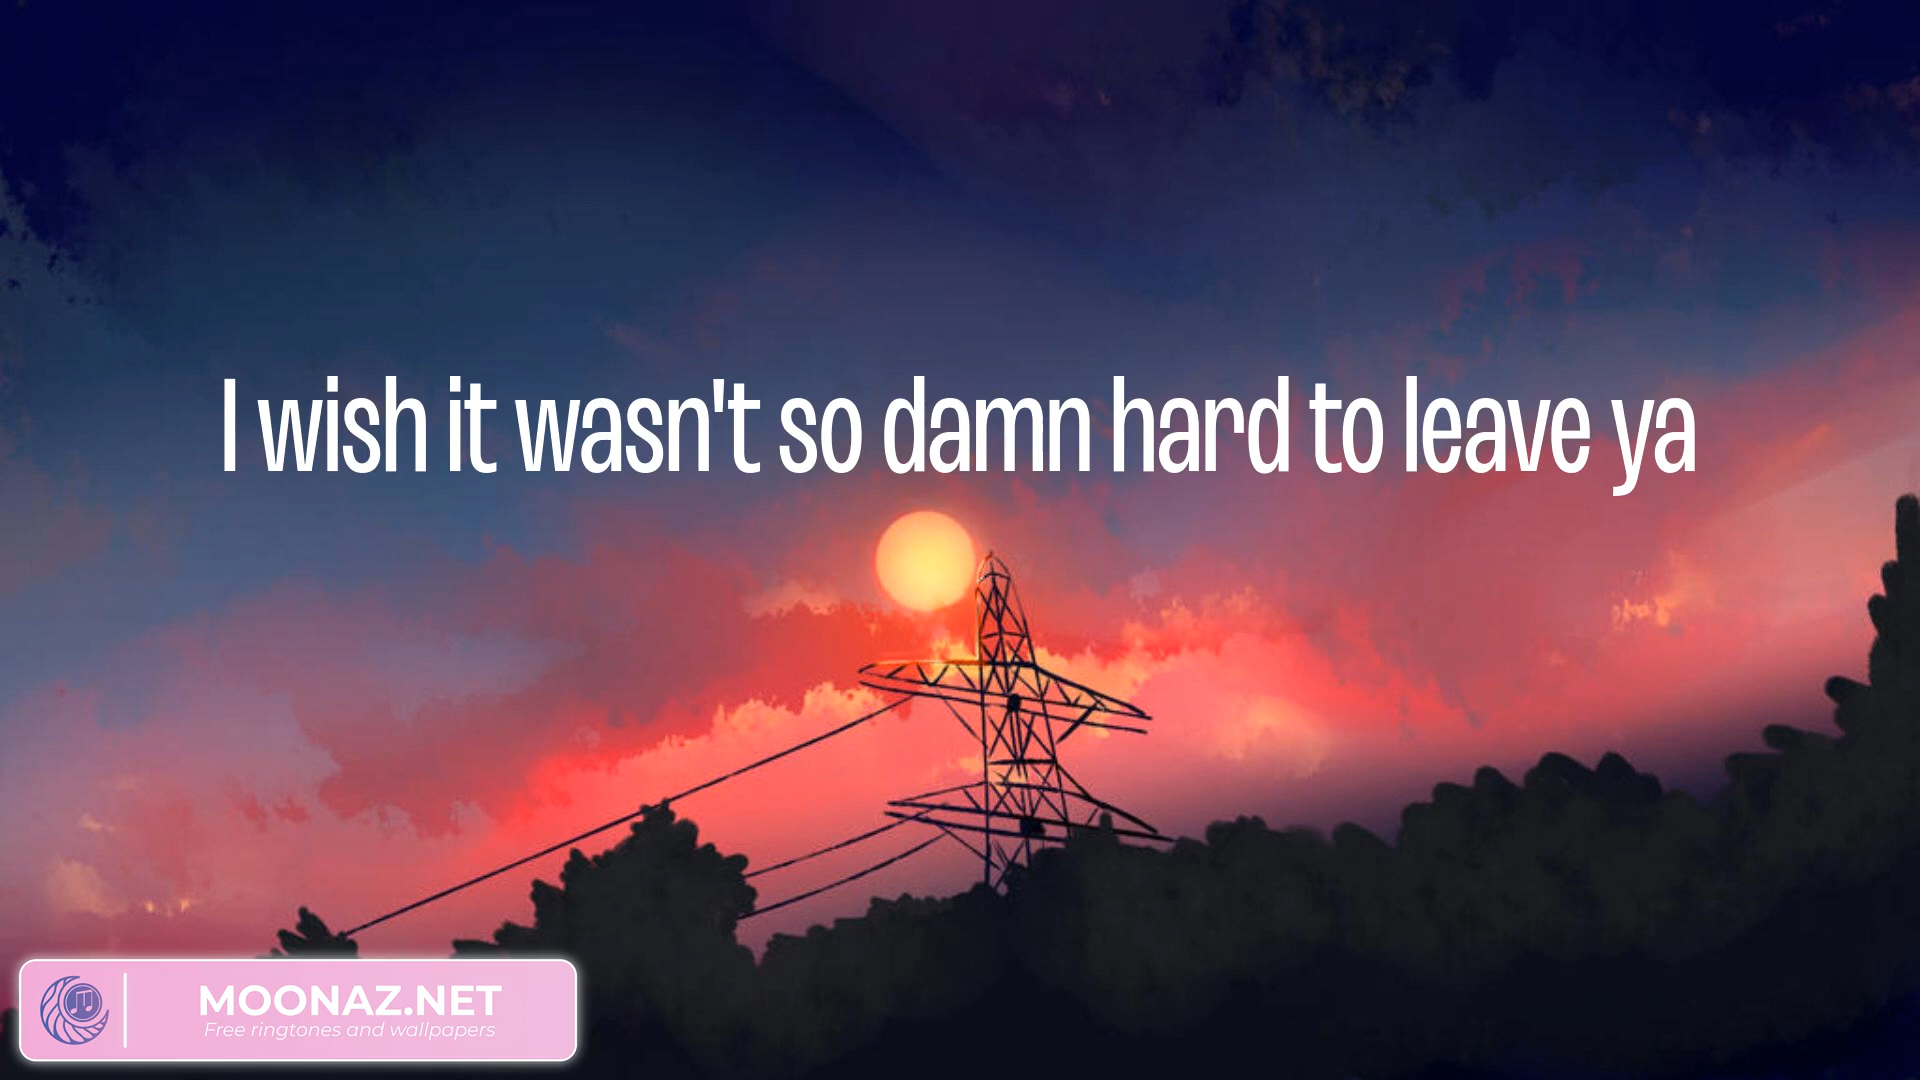 I wish it wasn't so damn hard to leave ya
MOONAZ.NET
Free ringtones and wallpapers